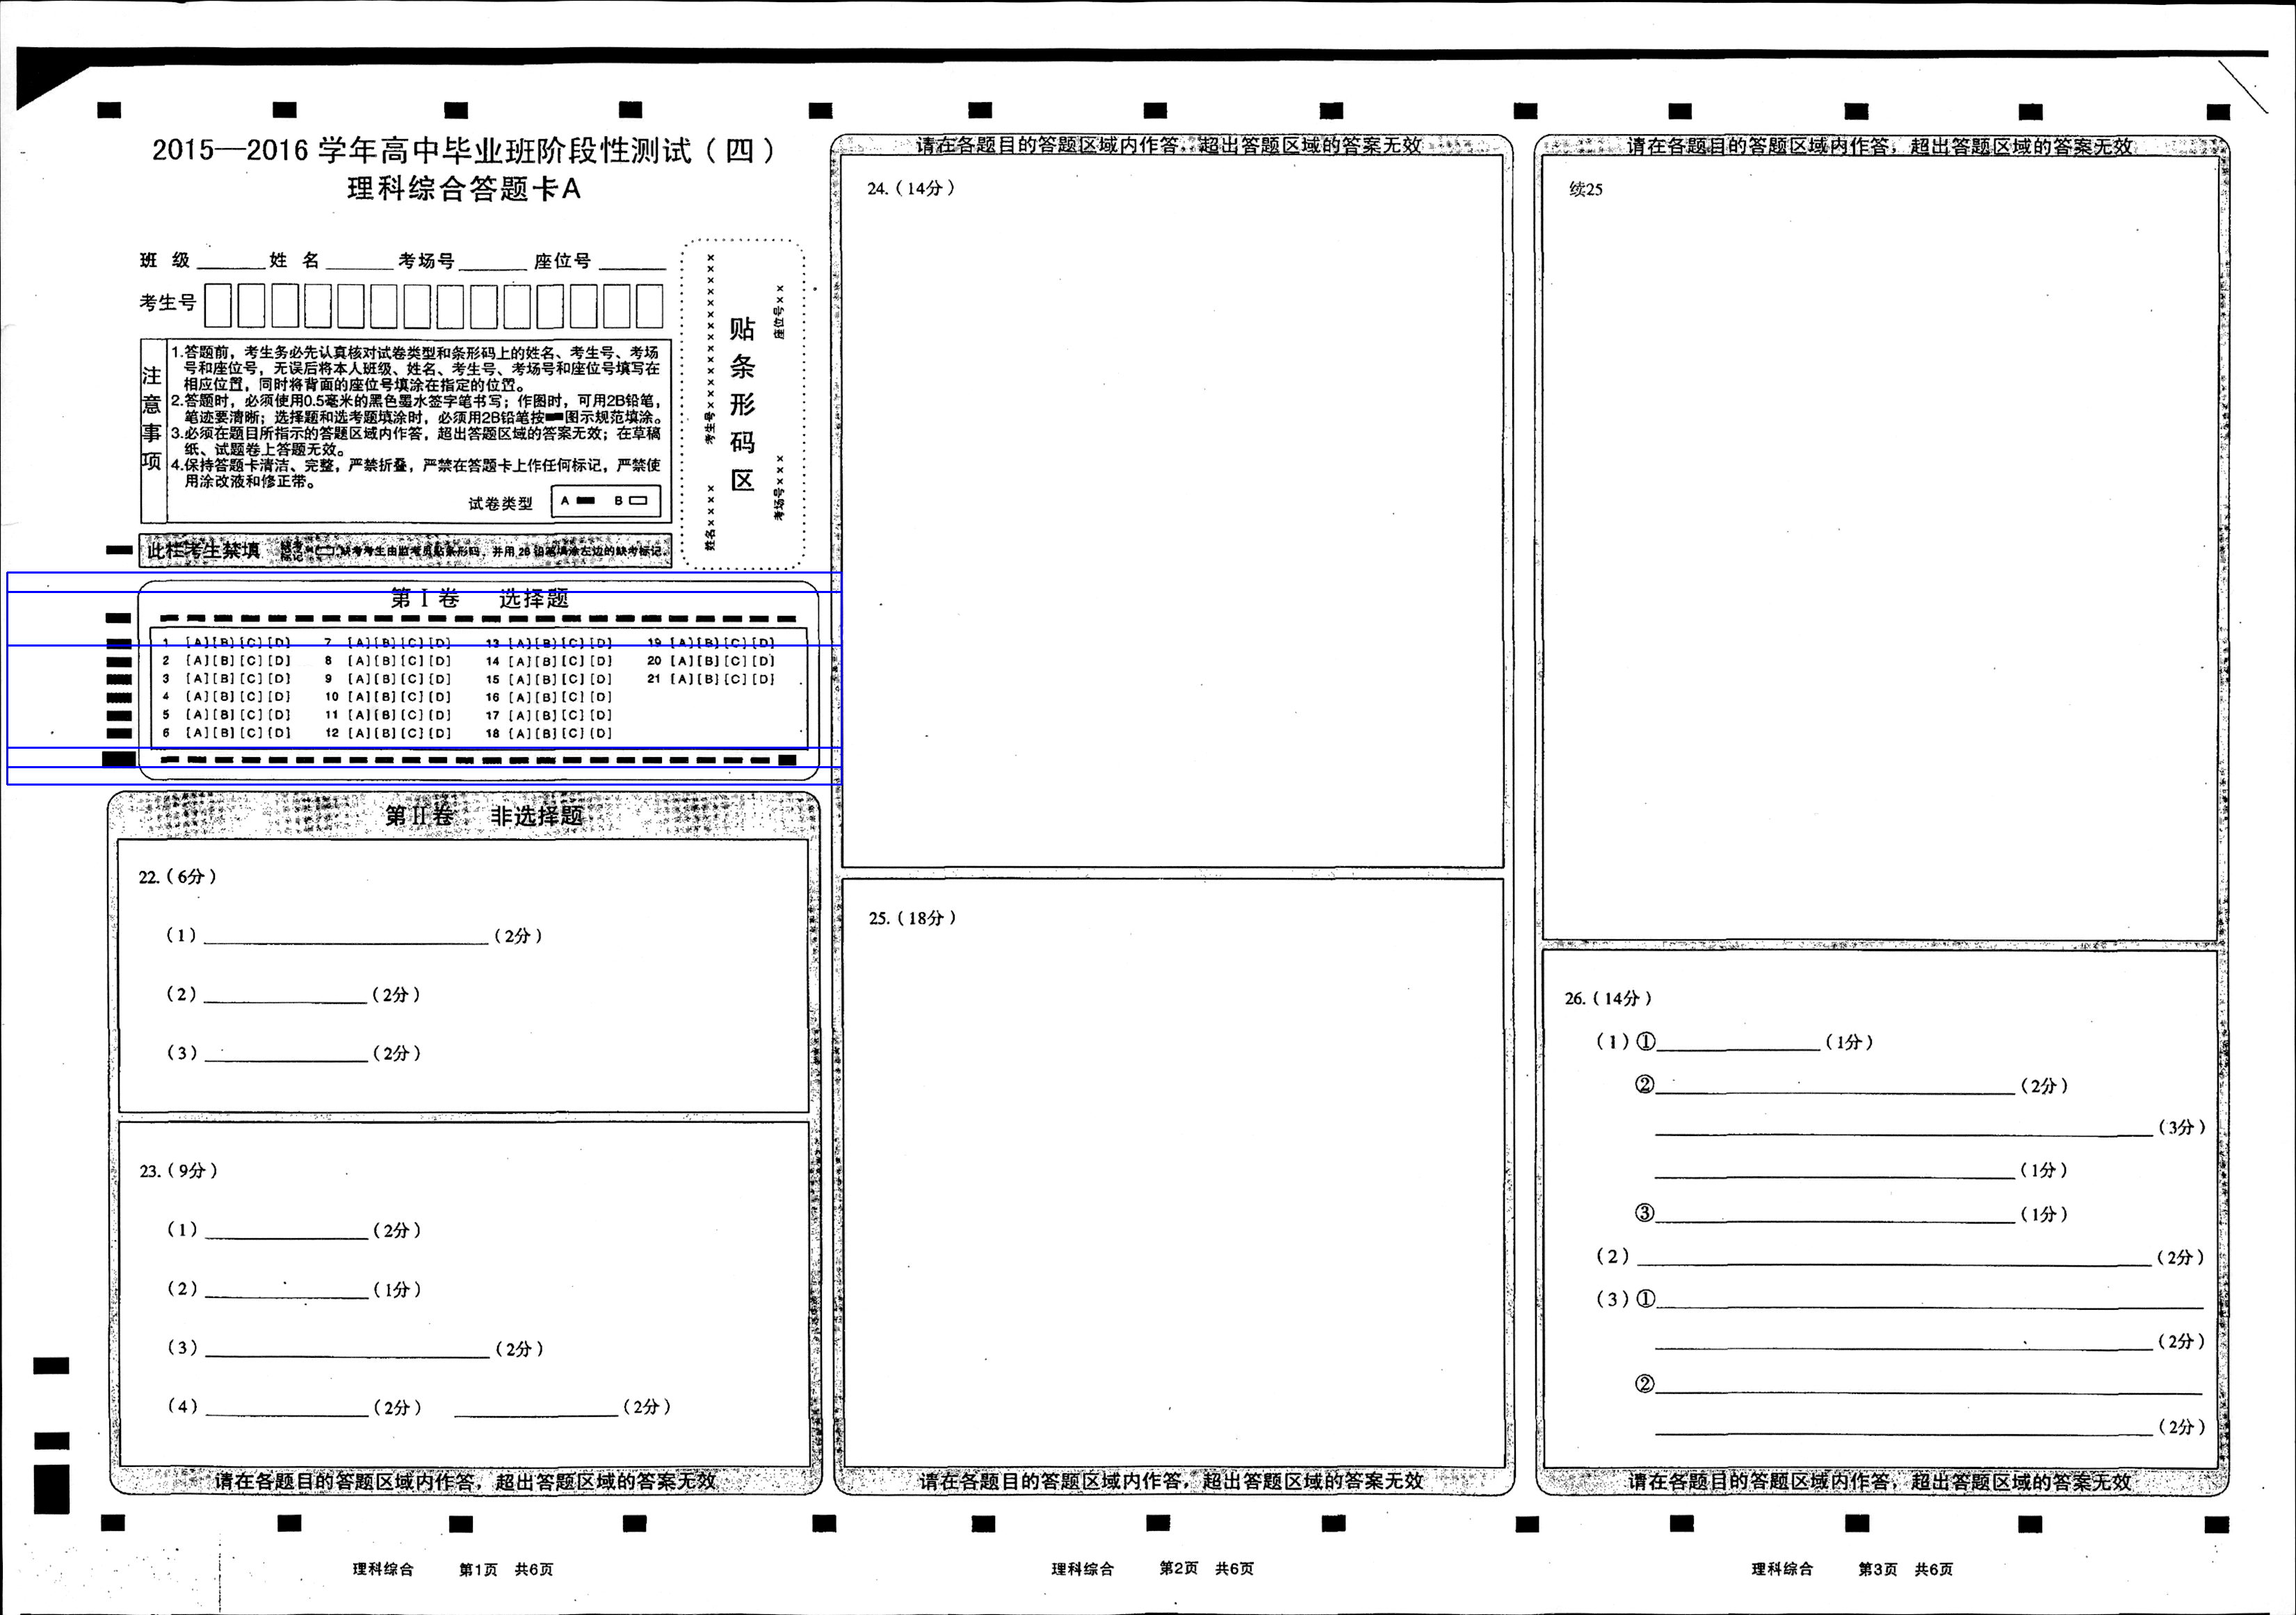 2015—2016 学年高中毕业班阶段性测试（四）
理科综合答题卡A
班 级______ 姓 名______ 考场号______ 座位号______
考生号
注意事项
1.答题前，考生务必先认真核对试卷类型和条形码上的姓名、考生号、考场
号和座位号，无误后将本人班级、姓名、考生号、考场号和座位号填写在
相应位置，同时将背面的座位号填涂在指定的位置。
2.答题时，必须使用0.5毫米的黑色墨水签字笔书写；作图时，可用2B铅笔，
笔迹要清晰；选择题和选考题填涂时，必须用2B铅笔按▬图示规范填涂。
3.必须在题目所指示的答题区域内作答，超出答题区域的答案无效；在草稿
纸、试题卷上答题无效。
4.保持答题卡清洁、完整，严禁折叠，严禁在答题卡上作任何标记，严禁使
用涂改液和修正带。
试卷类型 A ▬ B ▭
姓名××××× 考生号××××××××××××××××
贴条形码区
考场号××× 座位号××
此栏考生禁填 缺考标记 缺考考生由监考员贴条形码，并用 2B 铅笔填涂左边的缺考标记。
第 I 卷 选择题
1 [A] [B] [C] [D] 7 [A] [B] [C] [D] 13 [A] [B] [C] [D] 19 [A] [B] [C] [D]
2 [A] [B] [C] [D] 8 [A] [B] [C] [D] 14 [A] [B] [C] [D] 20 [A] [B] [C] [D]
3 [A] [B] [C] [D] 9 [A] [B] [C] [D] 15 [A] [B] [C] [D] 21 [A] [B] [C] [D]
4 [A] [B] [C] [D] 10 [A] [B] [C] [D] 16 [A] [B] [C] [D]
5 [A] [B] [C] [D] 11 [A] [B] [C] [D] 17 [A] [B] [C] [D]
6 [A] [B] [C] [D] 12 [A] [B] [C] [D] 18 [A] [B] [C] [D]
第 II 卷 非选择题
22.（6分）
（1）______（2分）
（2）______（2分）
（3）______（2分）
23.（9分）
（1）______（2分）
（2）______（1分）
（3）______（2分）
（4）______（2分） ______（2分）
请在各题目的答题区域内作答，超出答题区域的答案无效
理科综合 第1页 共6页
请在各题目的答题区域内作答，超出答题区域的答案无效
24.（14分）
25.（18分）
请在各题目的答题区域内作答，超出答题区域的答案无效
理科综合 第2页 共6页
请在各题目的答题区域内作答，超出答题区域的答案无效
续25
26.（14分）
（1）①______（1分）
②______（2分）
______（3分）
______（1分）
③______（1分）
（2）______（2分）
（3）①______
______（2分）
②______
______（2分）
请在各题目的答题区域内作答，超出答题区域的答案无效
理科综合 第3页 共6页